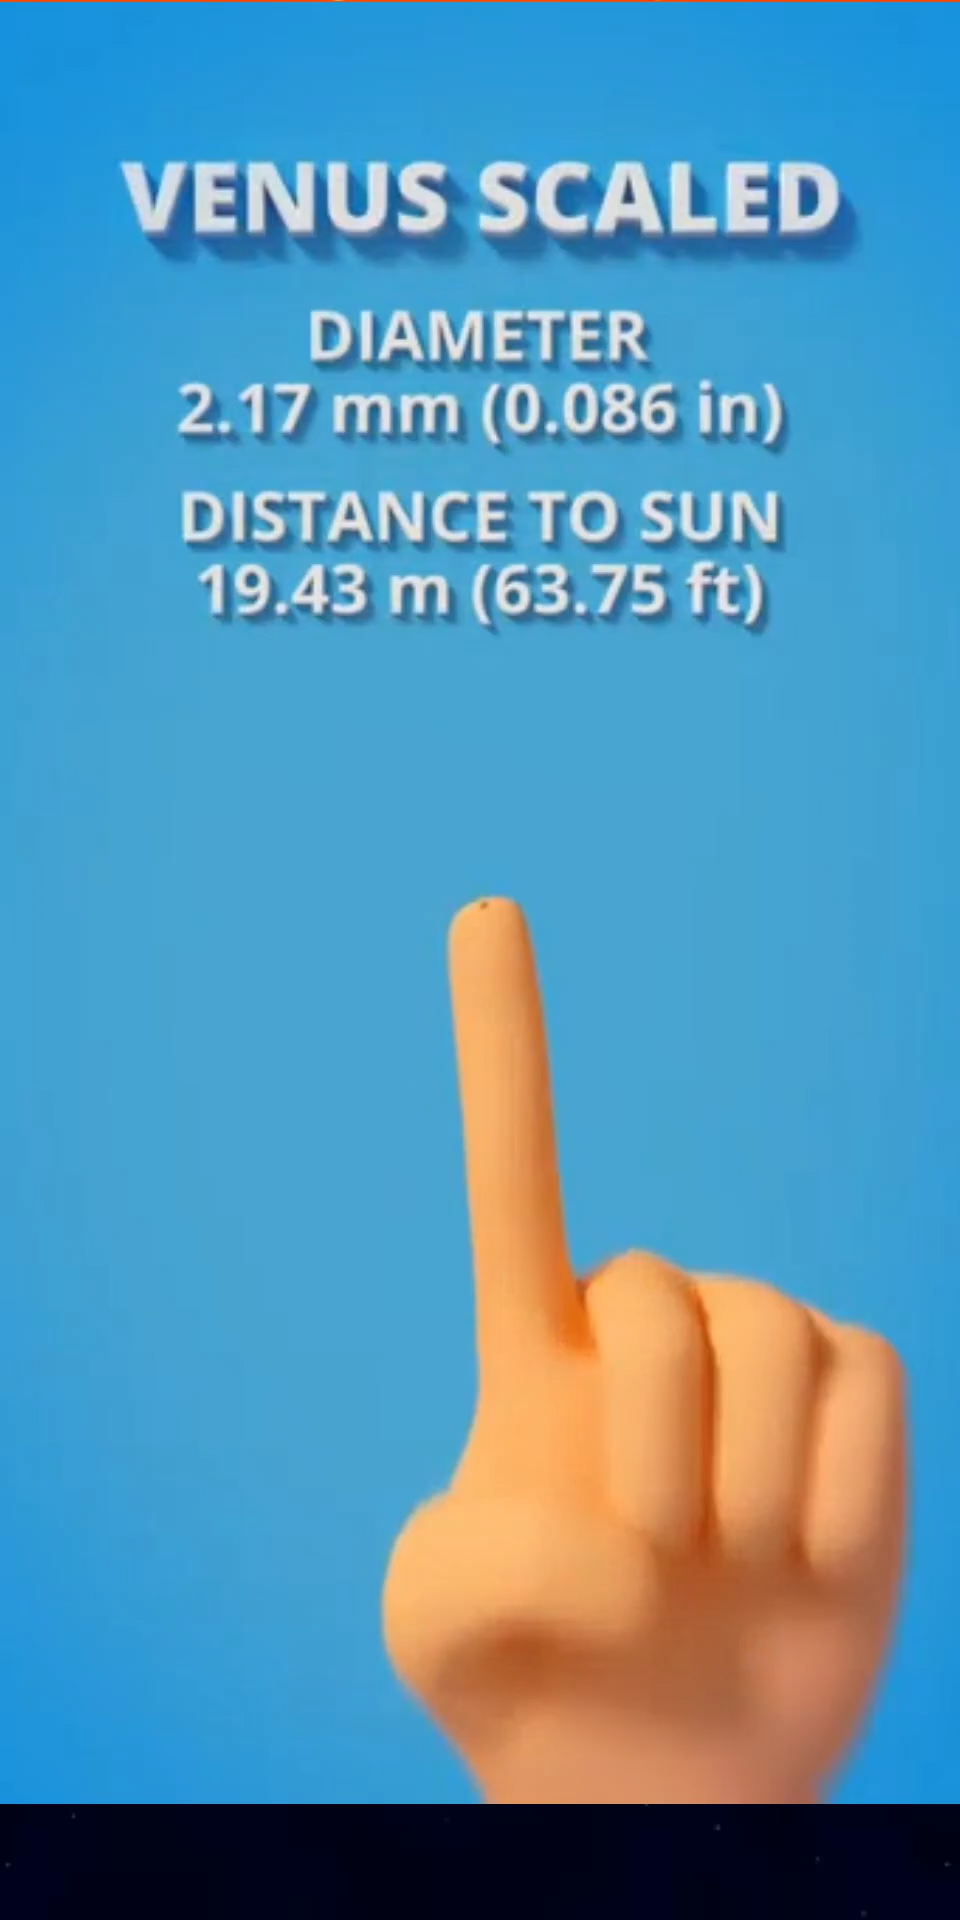 VENUS SCALED
DIAMETER
2.17 mm (0.086 in)
DISTANCE TO SUN
19.43 m (63.75 ft)